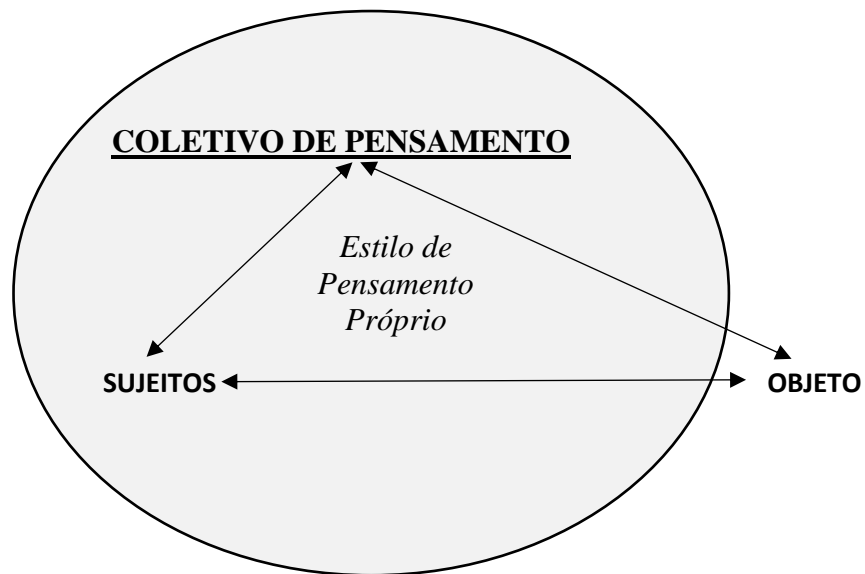 COLETIVO DE PENSAMENTO
Estilo de
Pensamento
Próprio
SUJEITOS
OBJETO